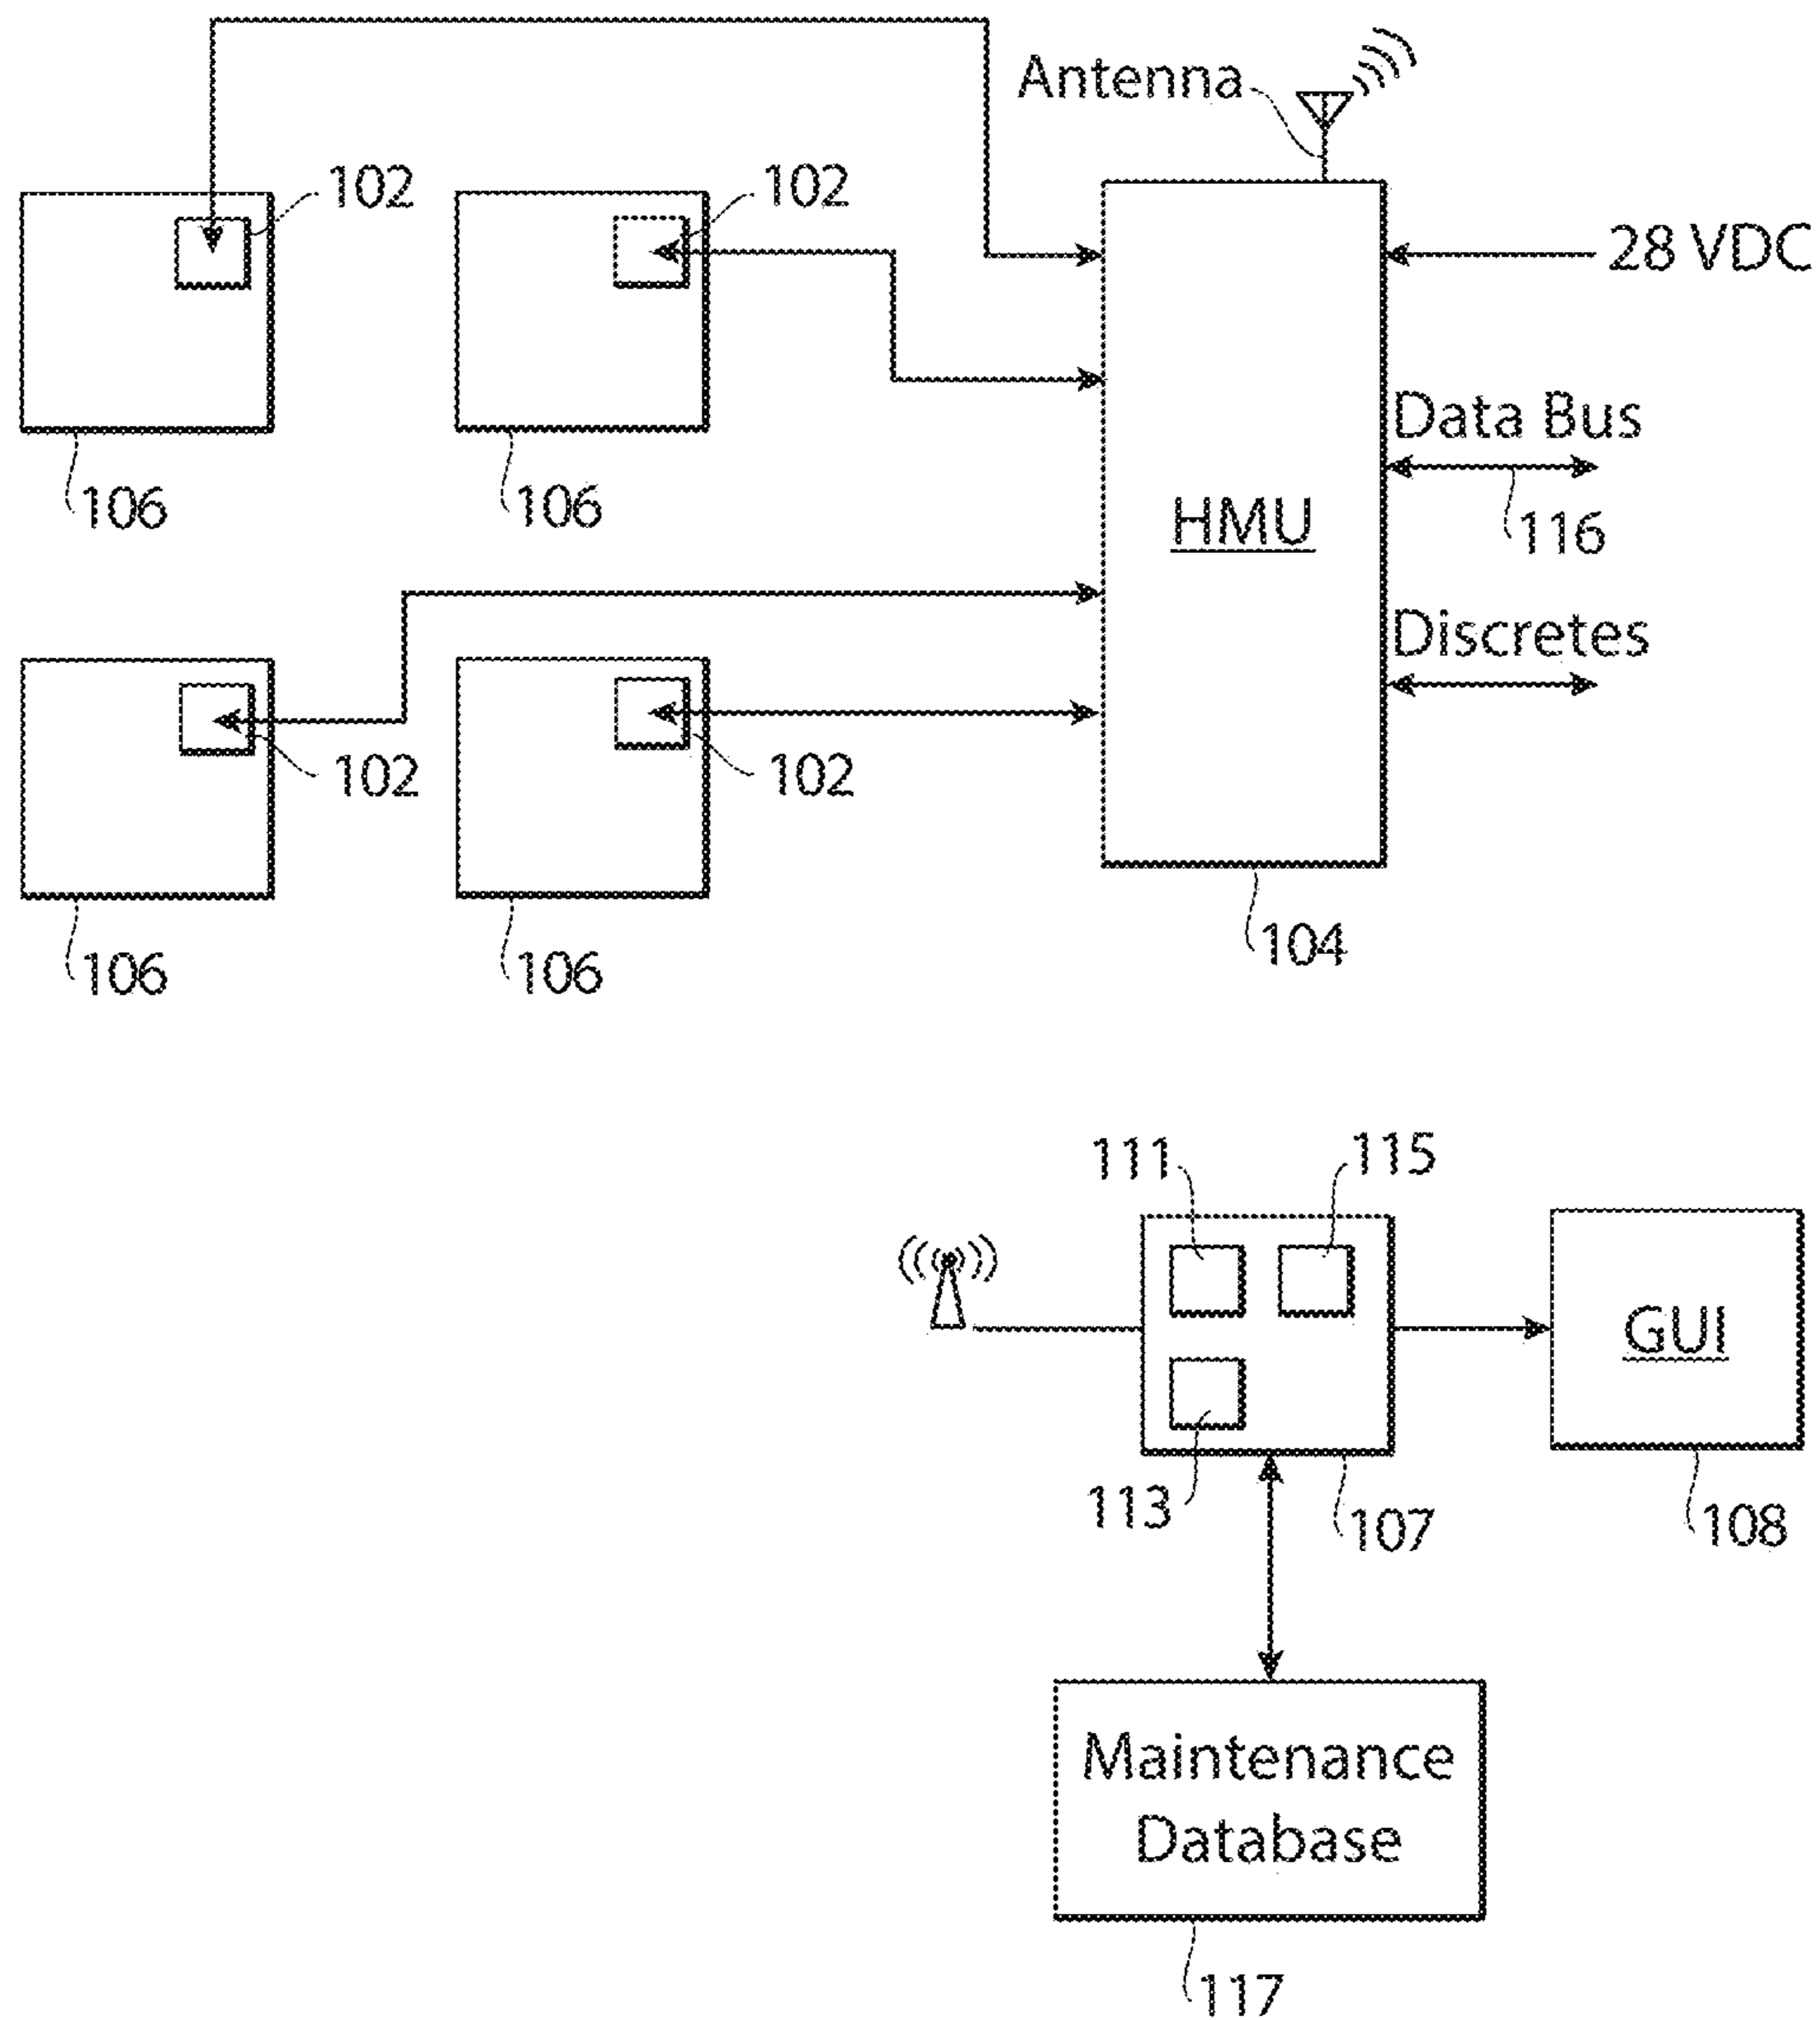 Antenna
102
102
28 VDC
Data Bus
106
106
HMU
116
Discretes
102
102
104
106
106
111
115
GUI
113
107
108
Maintenance
Database
117